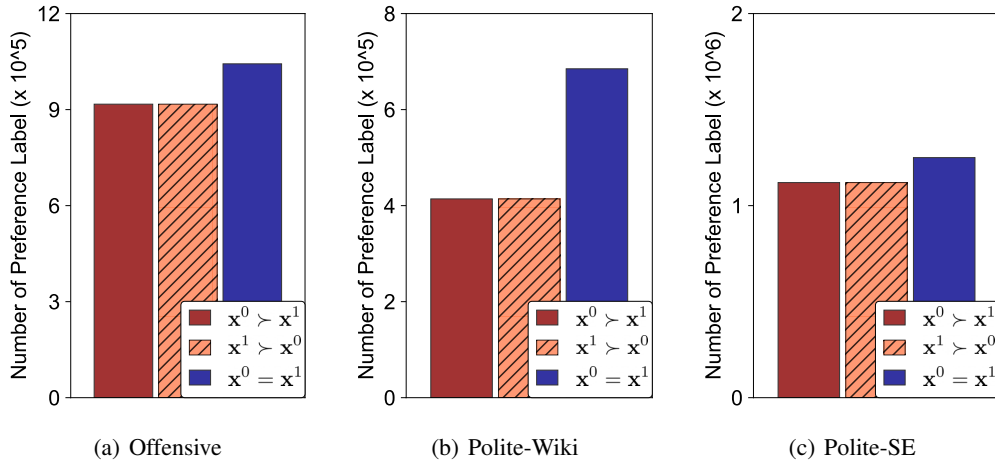 Number of Preference Label (x 10^5)
12
9
6
3
0
x⁰ ≻ x¹
x¹ ≻ x⁰
x⁰ = x¹
(a) Offensive
Number of Preference Label (x 10^5)
8
6
4
2
0
x⁰ ≻ x¹
x¹ ≻ x⁰
x⁰ = x¹
(b) Polite-Wiki
Number of Preference Label (x 10^6)
2
1
0
x⁰ ≻ x¹
x¹ ≻ x⁰
x⁰ = x¹
(c) Polite-SE